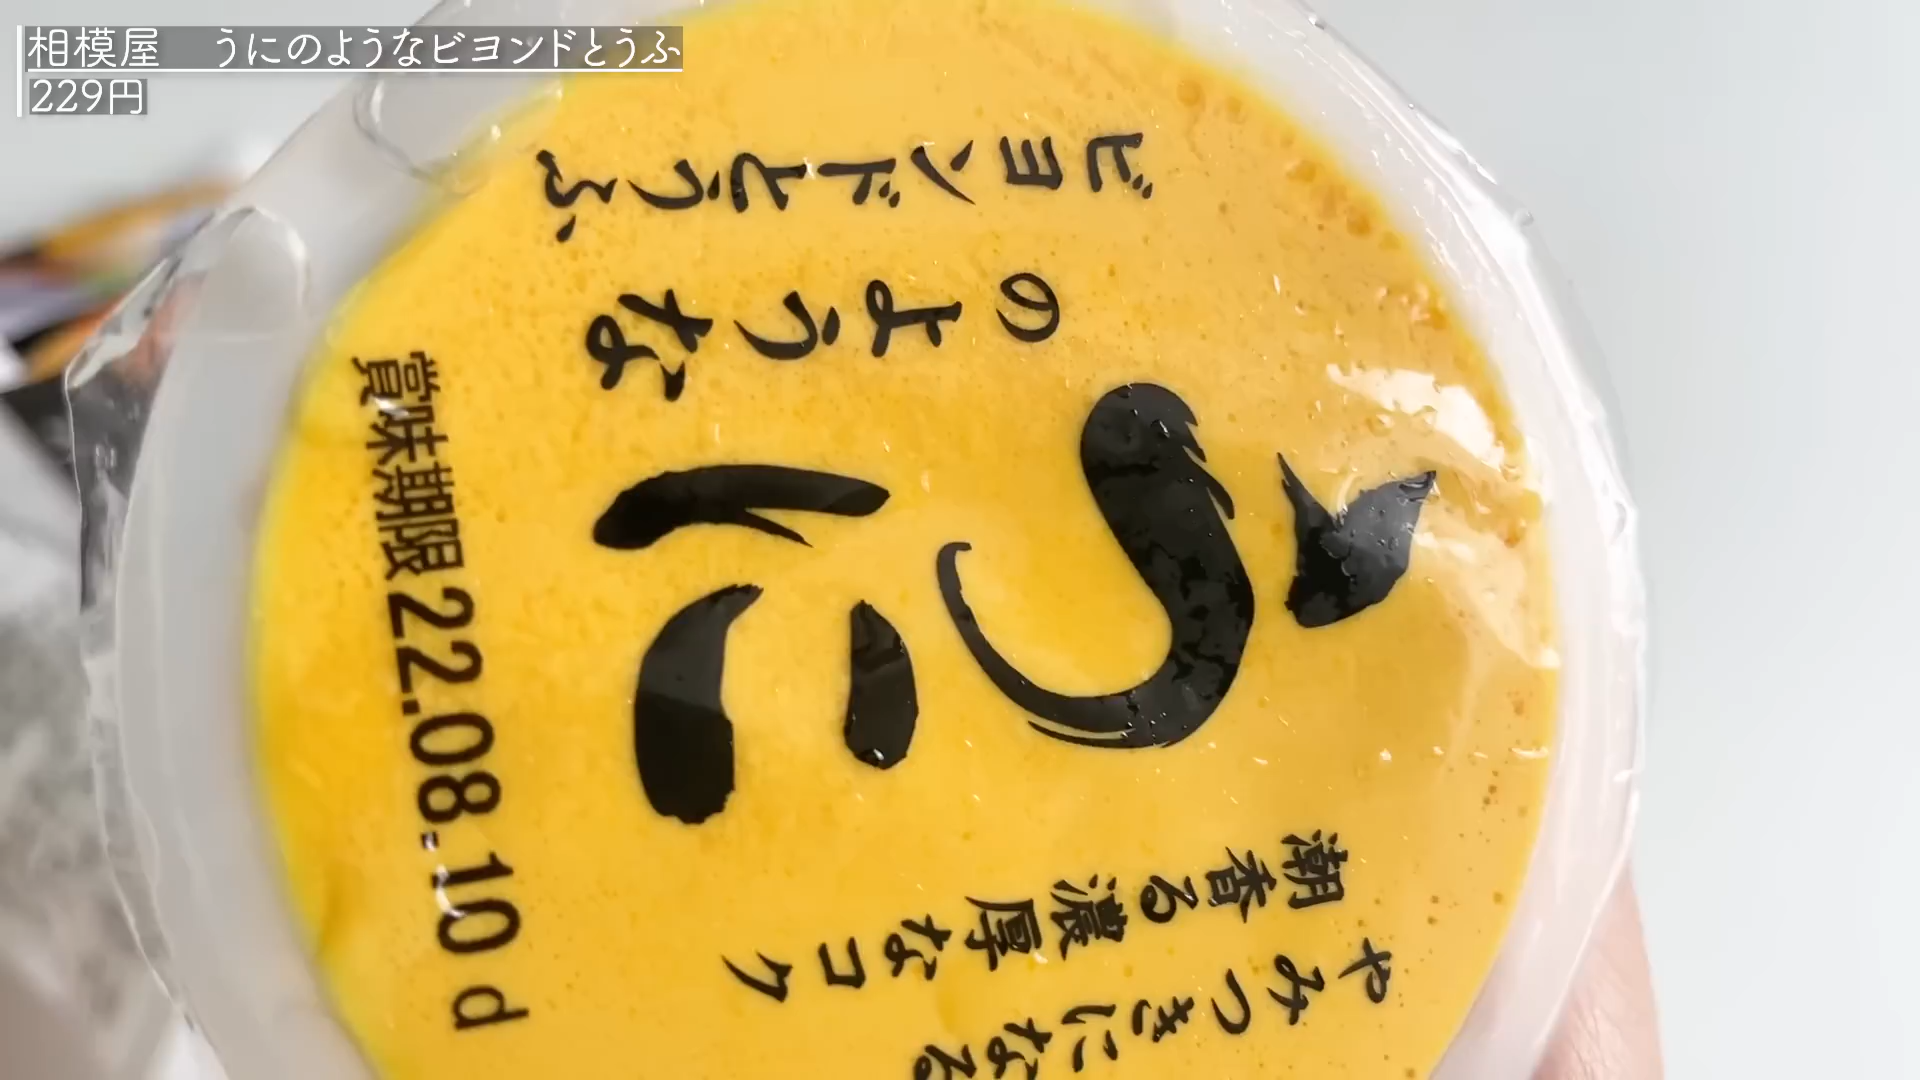 相模屋　うにのようなビヨンドとうふ
229円
ビヨンドとうふ
のような
うに
潮香る濃厚なコク
やみつきになる
賞味期限 22.08.10 d